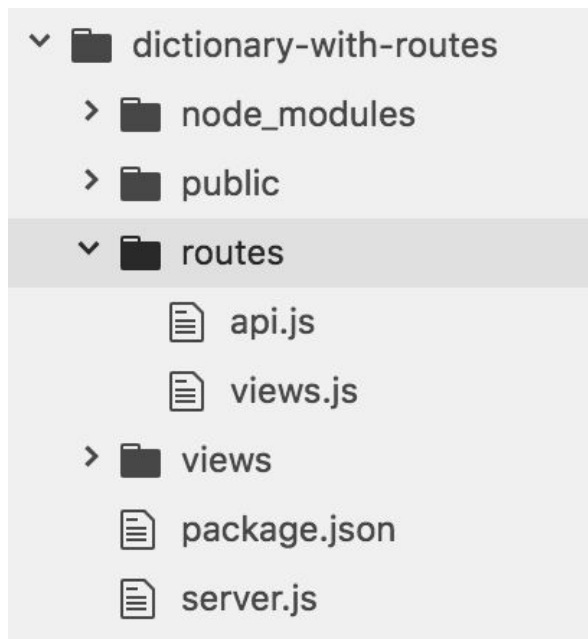 dictionary-with-routes
node_modules
public
routes
api.js
views.js
views
package.json
server.js